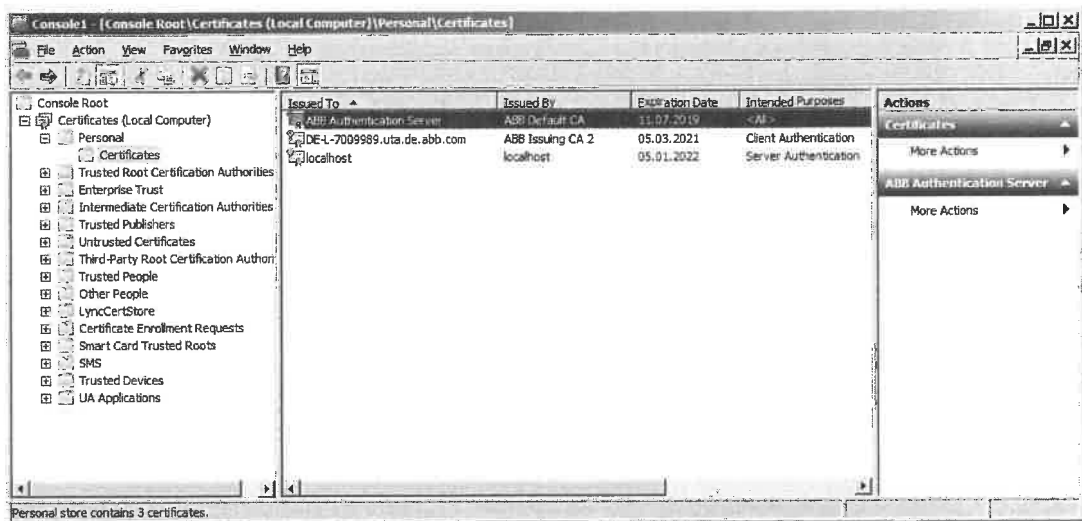 Console1 - [Console Root\Certificates (Local Computer)\Personal\Certificates]
File Action View Favorites Window Help
Console Root
Certificates (Local Computer)
Personal
Certificates
Trusted Root Certification Authorities
Enterprise Trust
Intermediate Certification Authorities
Trusted Publishers
Untrusted Certificates
Third-Party Root Certification Author
Trusted People
Other People
LyncCertStore
Certificate Enrollment Requests
Smart Card Trusted Roots
SMS
Trusted Devices
UA Applications
Issued To Issued By Expiration Date Intended Purposes
ABB Authentication Server ABB Default CA 11.07.2019 <All>
DE-L-7009989.uta.de.abb.com ABB Issuing CA 2 05.03.2021 Client Authentication
localhost localhost 05.01.2022 Server Authentication
Actions
Certificates
More Actions
ABB Authentication Server
More Actions
Personal store contains 3 certificates.